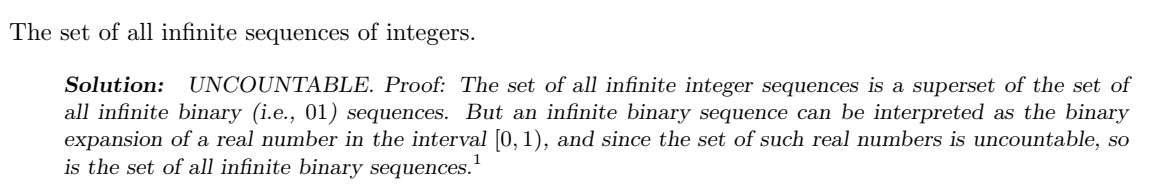 The set of all infinite sequences of integers.
Solution: UNCOUNTABLE. Proof: The set of all infinite integer sequences is a superset of the set of
all infinite binary (i.e., 01) sequences. But an infinite binary sequence can be interpreted as the binary
expansion of a real number in the interval [0, 1), and since the set of such real numbers is uncountable, so
is the set of all infinite binary sequences.¹